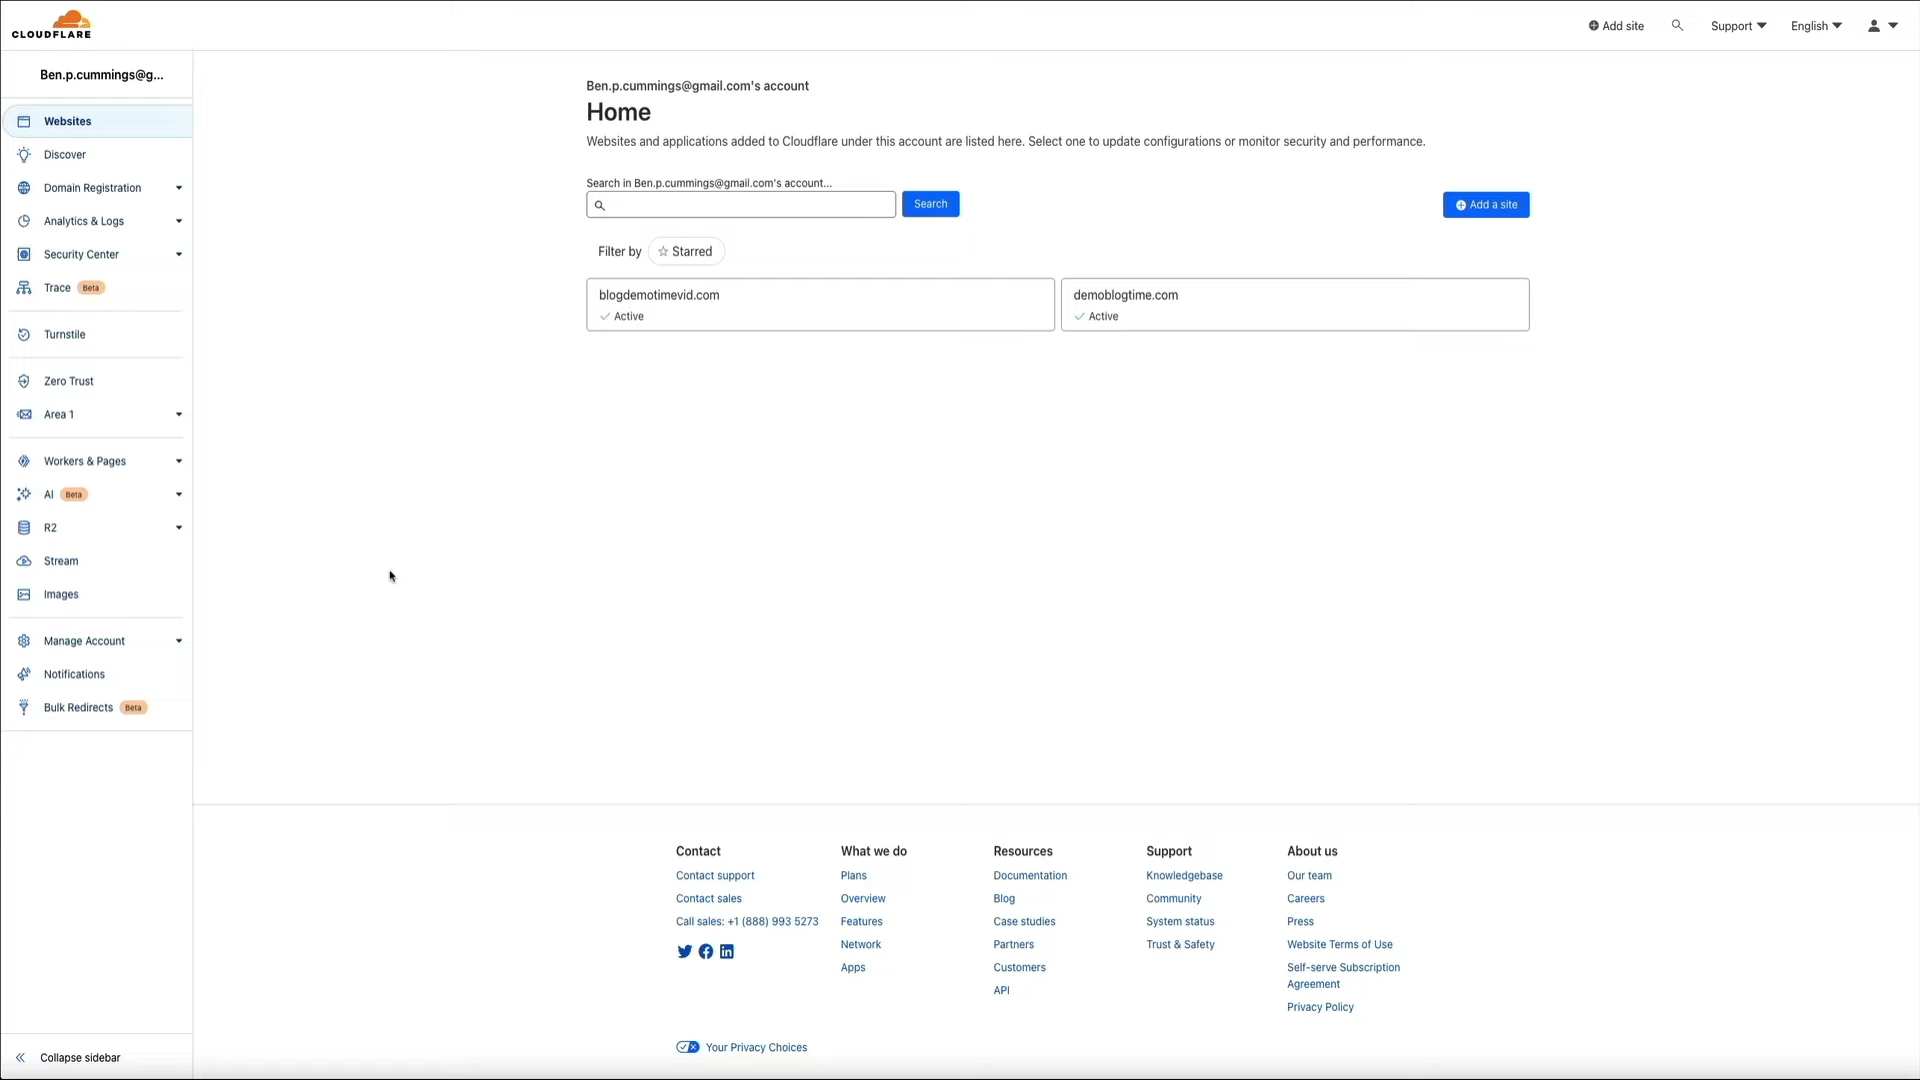 CLOUDFLARE
Add site
Support
English
Ben.p.cummings@g...
Websites
Discover
Domain Registration
Analytics & Logs
Security Center
Trace Beta
Turnstile
Zero Trust
Area 1
Workers & Pages
AI Beta
R2
Stream
Images
Manage Account
Notifications
Bulk Redirects Beta
Collapse sidebar
Ben.p.cummings@gmail.com's account
Home
Websites and applications added to Cloudflare under this account are listed here. Select one to update configurations or monitor security and performance.
Search in Ben.p.cummings@gmail.com's account...
Search
Add a site
Filter by Starred
blogdemotimevid.com
Active
demoblogtime.com
Active
Contact
Contact support
Contact sales
Call sales: +1 (888) 993 5273
What we do
Plans
Overview
Features
Network
Apps
Resources
Documentation
Blog
Case studies
Partners
Customers
API
Support
Knowledgebase
Community
System status
Trust & Safety
About us
Our team
Careers
Press
Website Terms of Use
Self-serve Subscription
Agreement
Privacy Policy
Your Privacy Choices